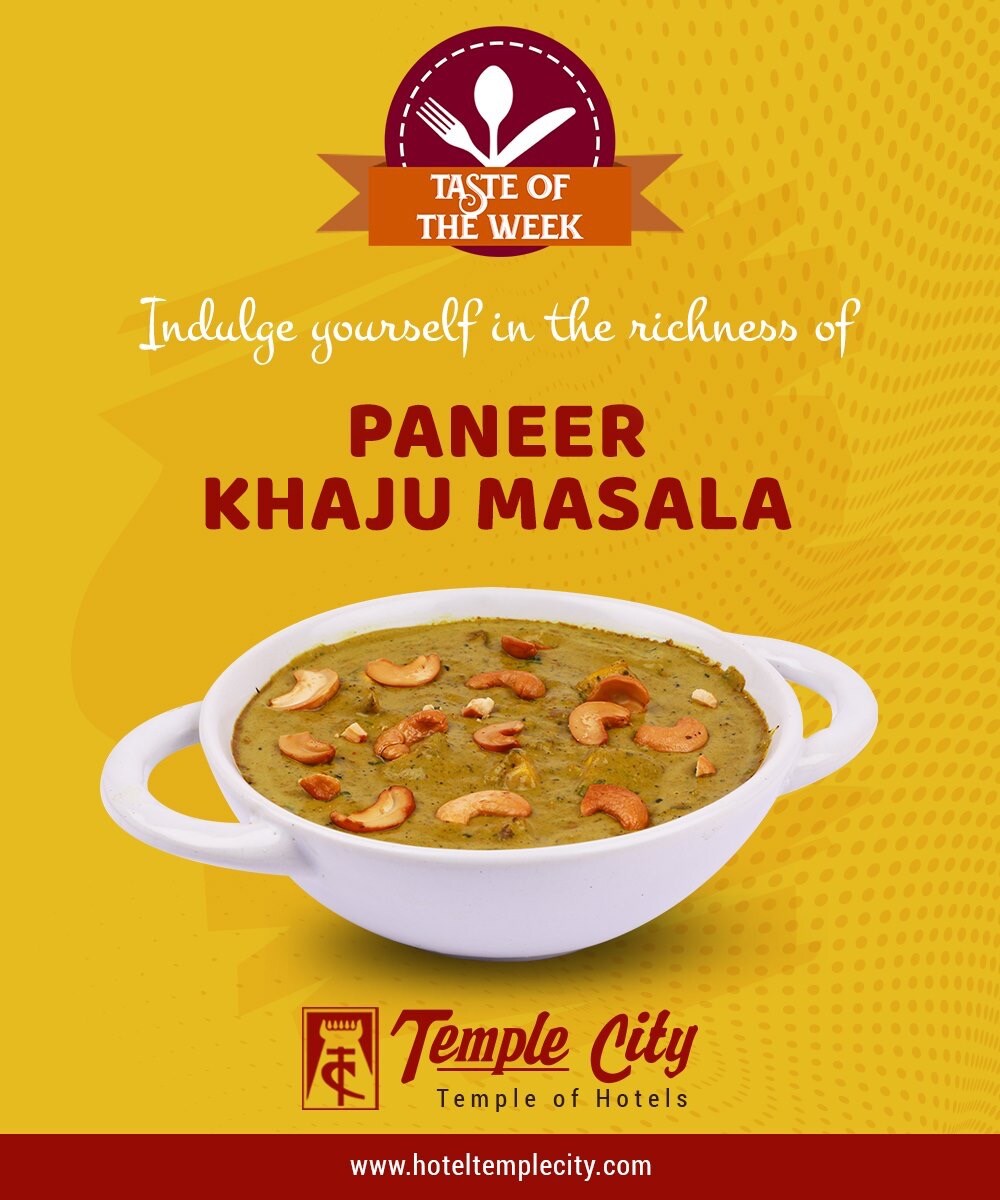 TASTE OF
THE WEEK
Indulge yourself in the richness of
PANEER
KHAJU MASALA
TC
Temple City
Temple of Hotels
www.hoteltemplecity.com